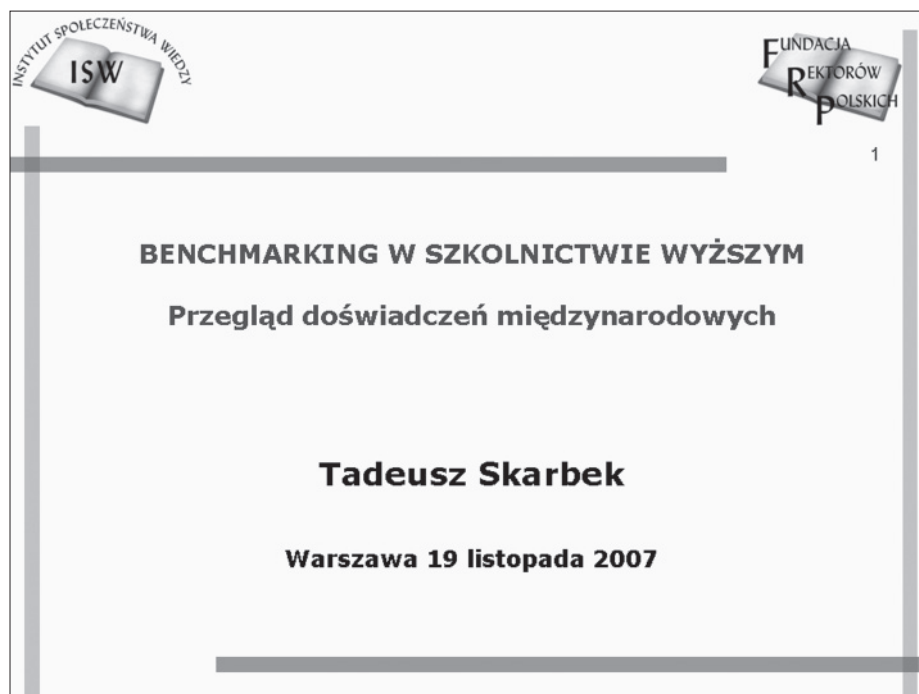 INSTYTUT SPOŁECZEŃSTWA WIEDZY
ISW
FUNDACJA
REKTORÓW
POLSKICH
1
BENCHMARKING W SZKOLNICTWIE WYŻSZYM
Przegląd doświadczeń międzynarodowych
Tadeusz Skarbek
Warszawa 19 listopada 2007